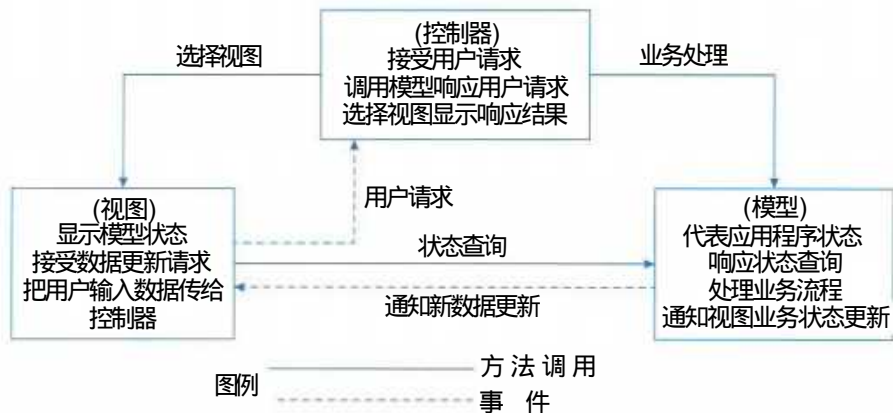 (控制器)
接受用户请求
调用模型响应用户请求
选择视图显示响应结果
选择视图
业务处理
用户请求
(视图)
显示模型状态
接受数据更新请求
把用户输入数据传给
控制器
状态查询
通知新数据更新
(模型)
代表应用程序状态
响应状态查询
处理业务流程
通知视图业务状态更新
图例
方法调用
事 件